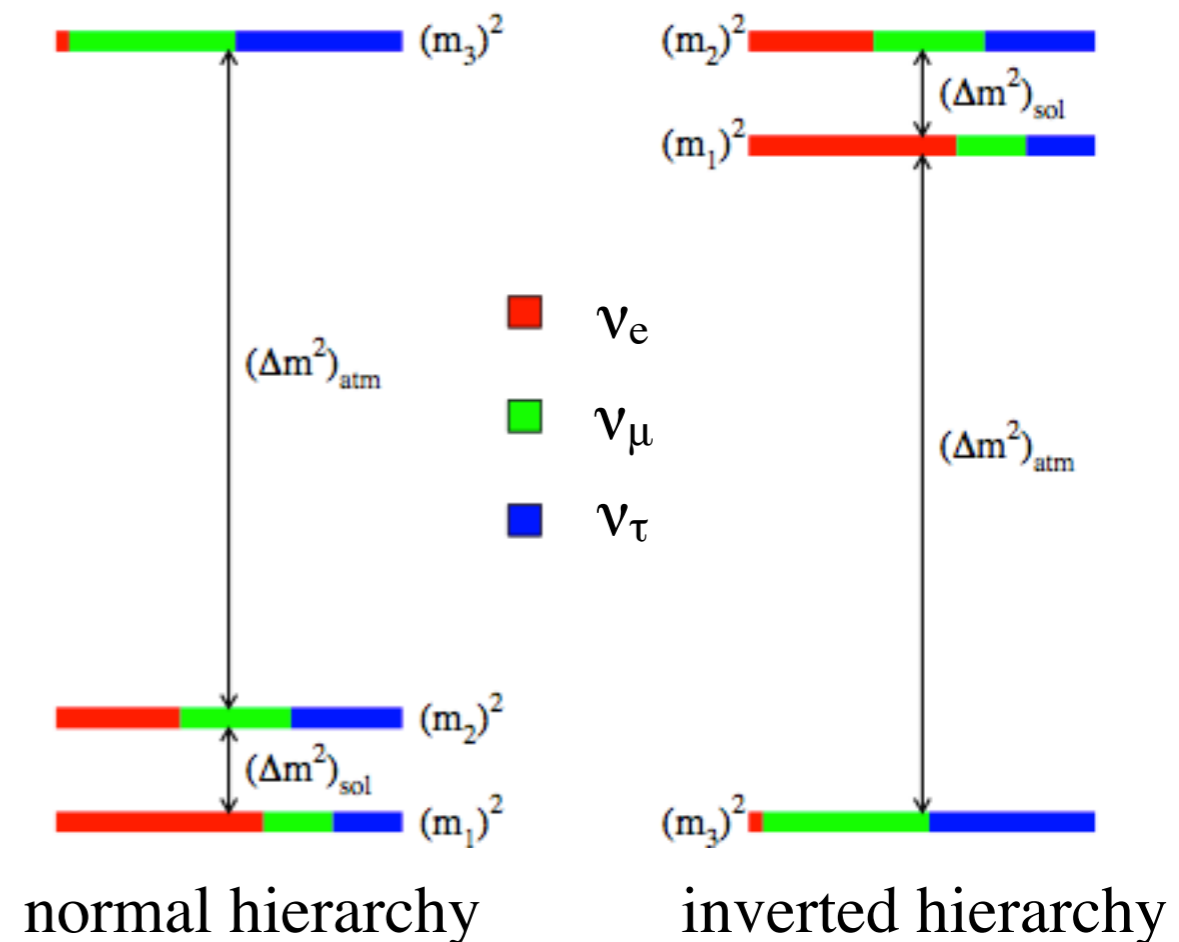 (m₃)²
(Δm²)atm
(m₂)²
(Δm²)sol
(m₁)²
normal hierarchy
νe
νμ
ντ
(m₂)²
(Δm²)sol
(m₁)²
(Δm²)atm
(m₃)²
inverted hierarchy